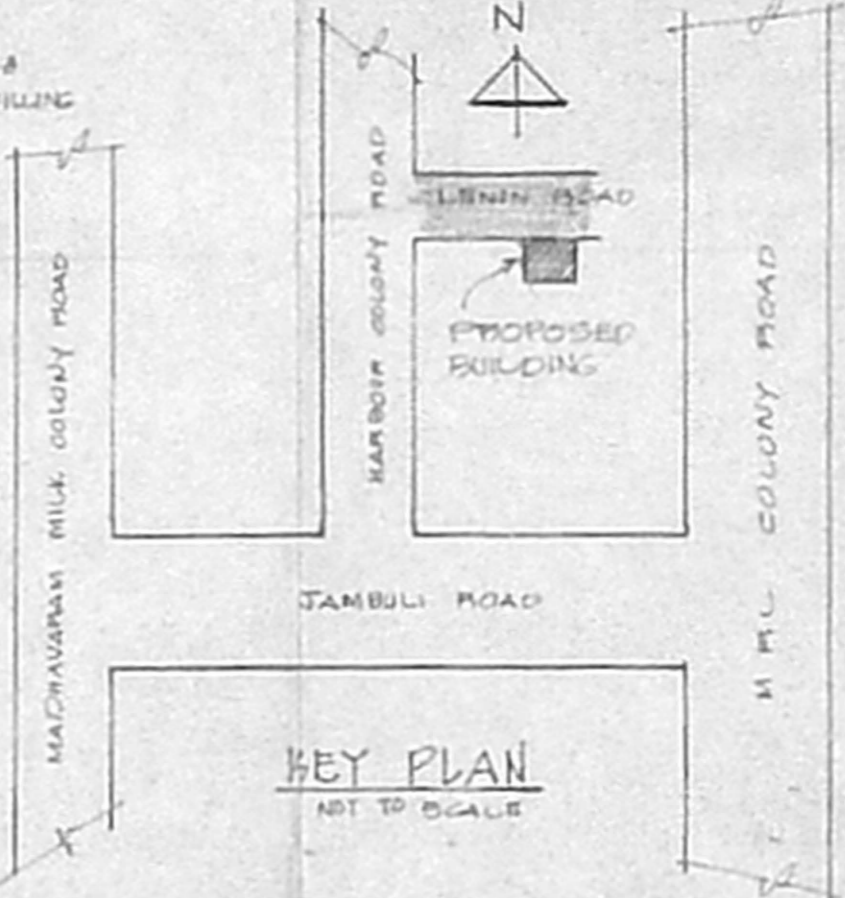 N
LENIN ROAD
HARBOUR COLONY ROAD
MADHAVARAM MILK COLONY ROAD
PROPOSED
BUILDING
M R L COLONY ROAD
JAMBULI ROAD
KEY PLAN
NOT TO SCALE